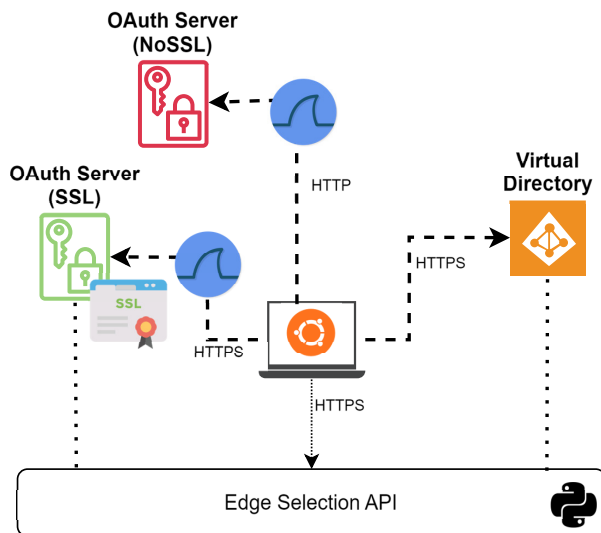 OAuth Server
(NoSSL)
HTTP
Virtual
Directory
OAuth Server
(SSL)
HTTPS
SSL
HTTPS
HTTPS
Edge Selection API